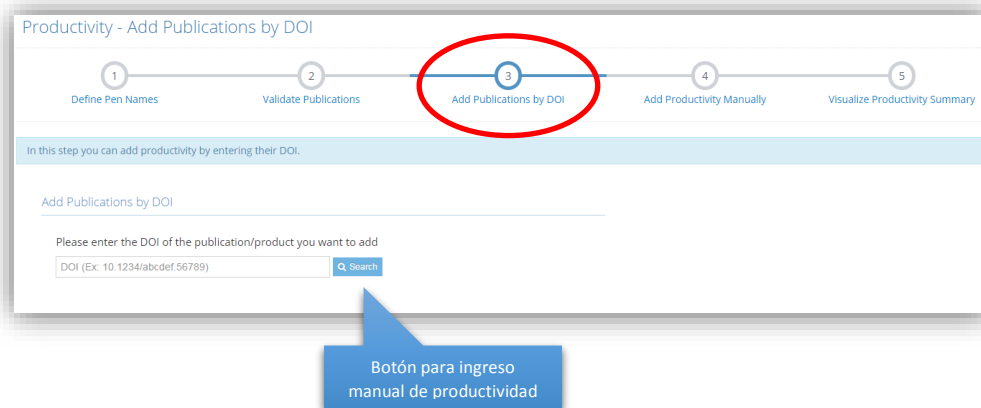 Productivity - Add Publications by DOI
1 2 3 4 5
Define Pen Names Validate Publications Add Publications by DOI Add Productivity Manually Visualize Productivity Summary
In this step you can add productivity by entering their DOI.
Add Publications by DOI
Please enter the DOI of the publication/product you want to add
DOI (Ex: 10.1234/abcdef.56789) Search
Botón para ingreso
manual de productividad